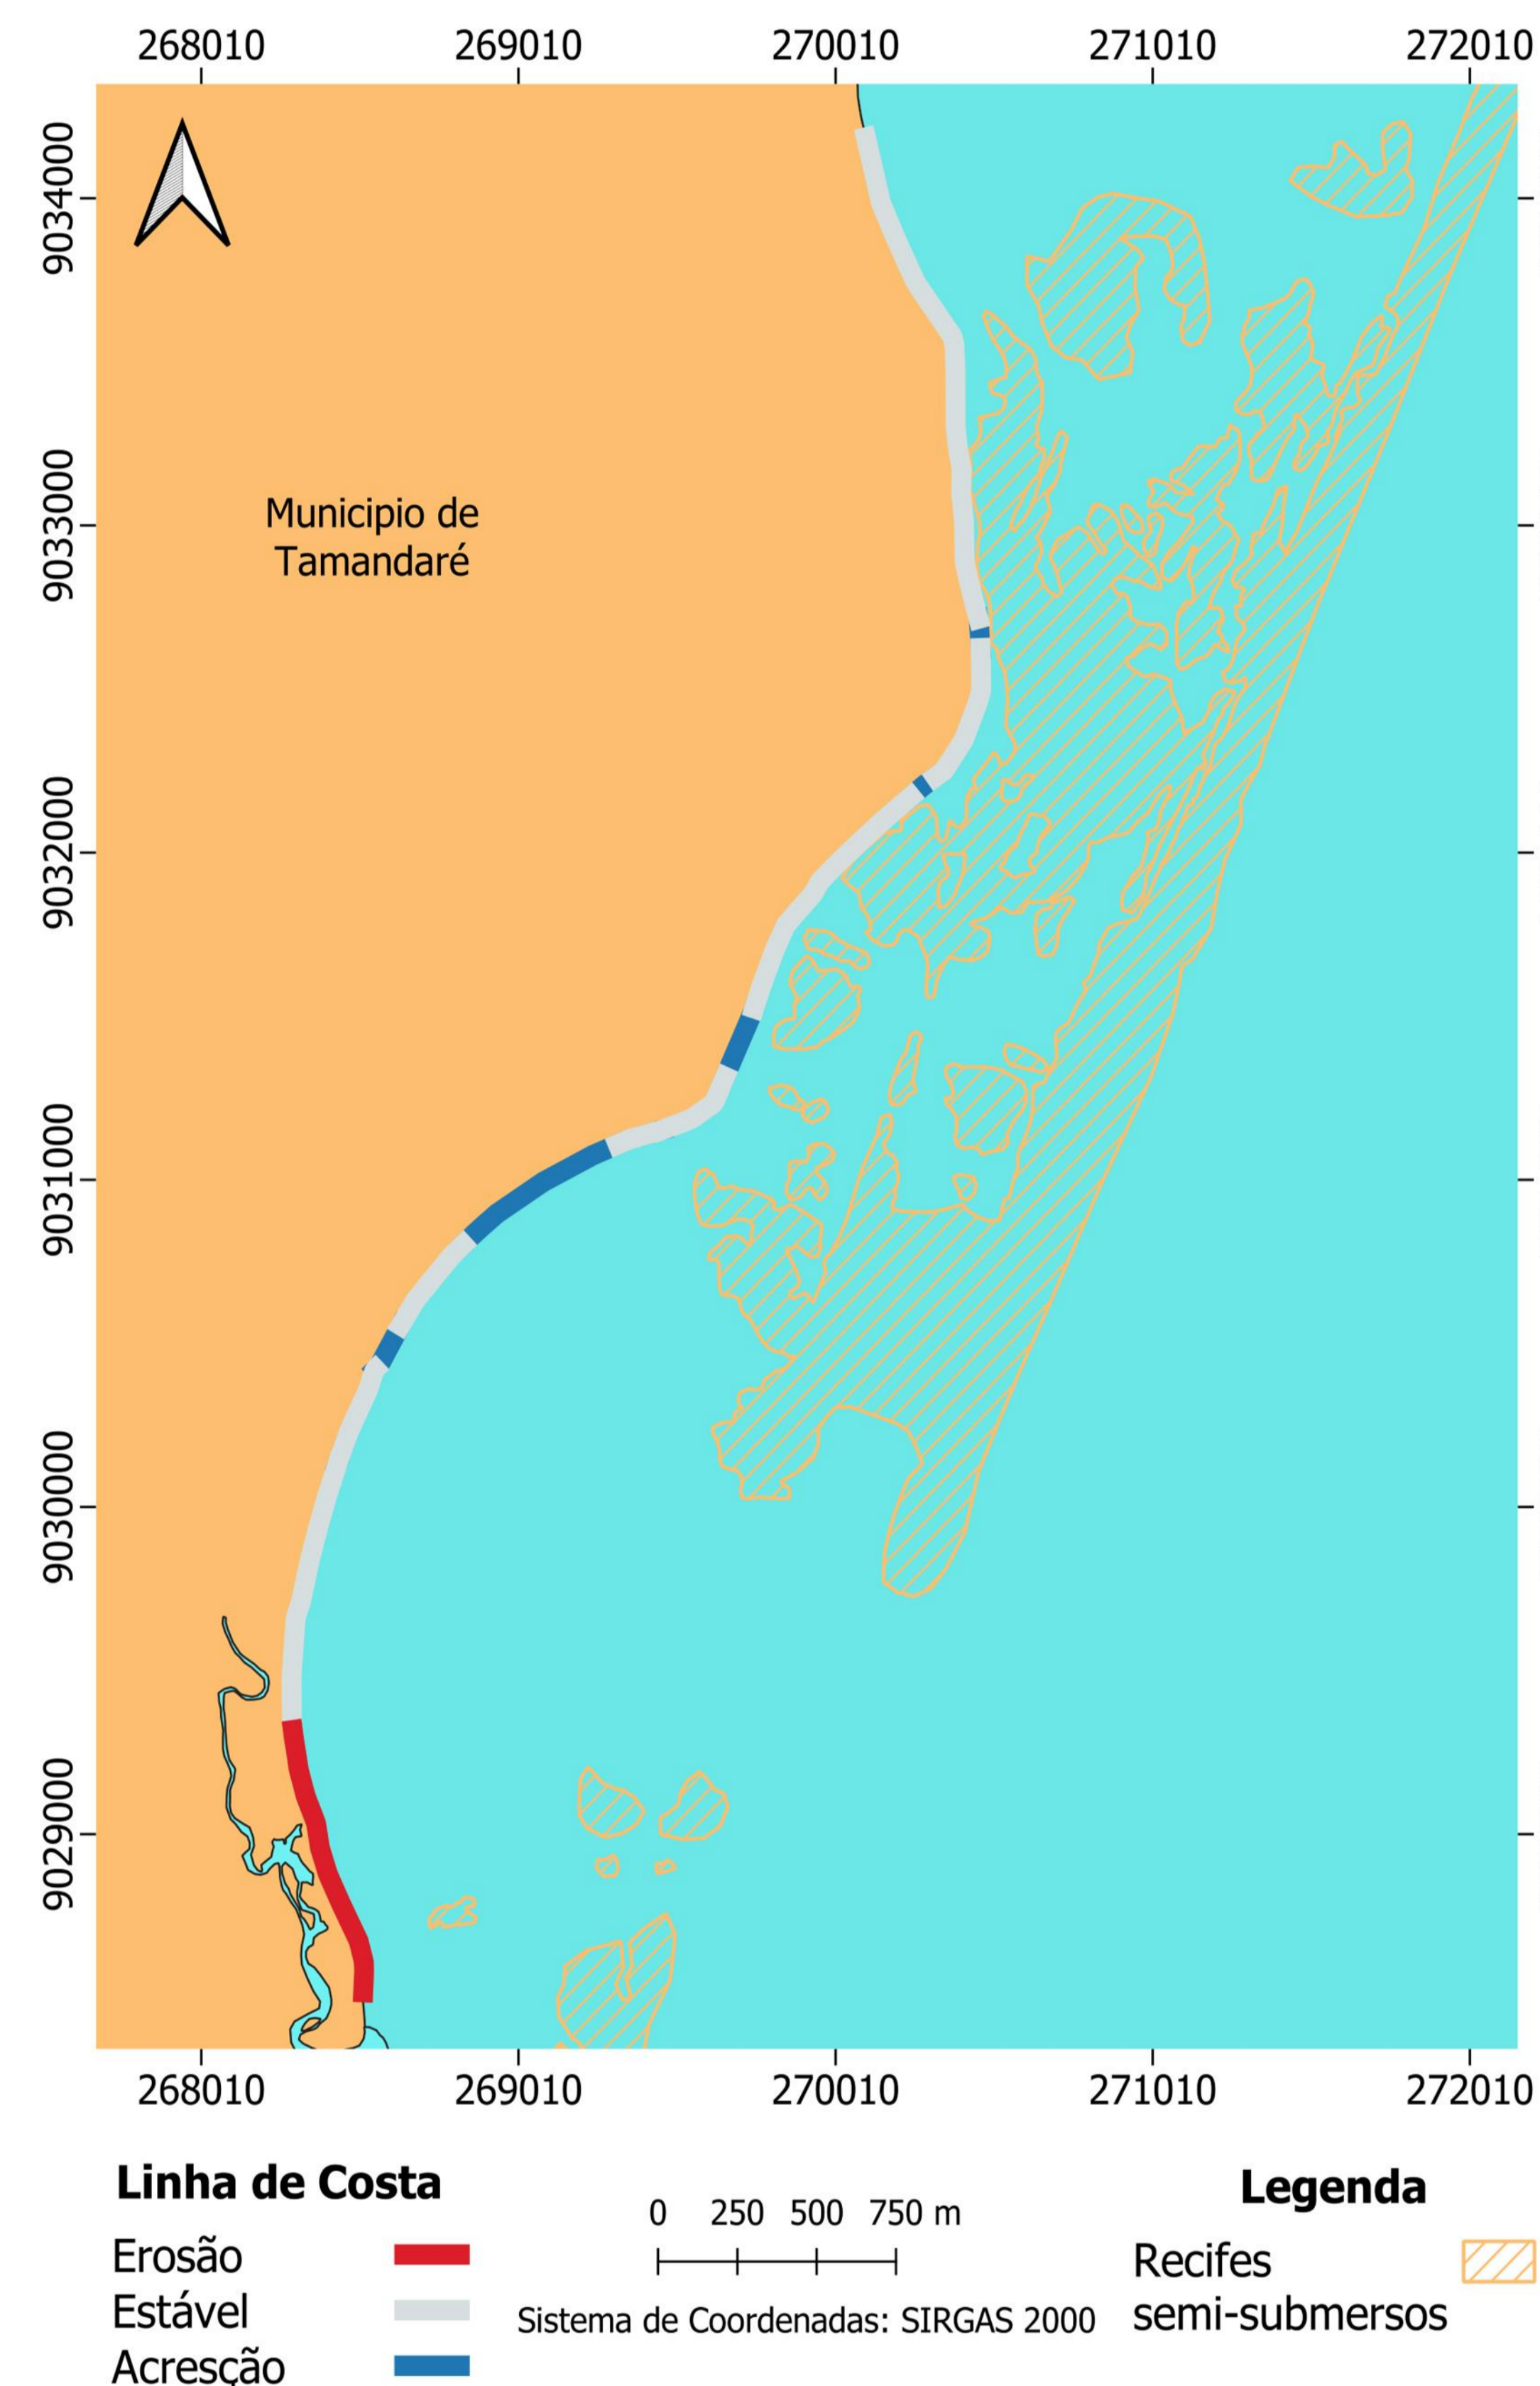 268010 269010 270010 271010 272010
9034000
9033000
9032000
9031000
9030000
9029000
Municipio de
Tamandaré
268010 269010 270010 271010 272010
Linha de Costa
Erosão
Estável
Acresção
0 250 500 750 m
Sistema de Coordenadas: SIRGAS 2000
Legenda
Recifes
semi-submersos